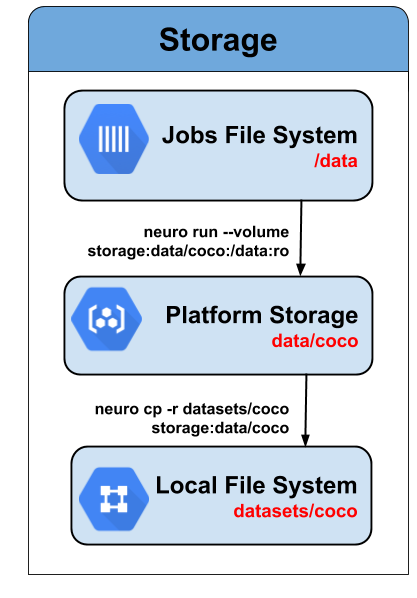 Storage
Jobs File System
/data
neuro run --volume
storage:data/coco:/data:ro
Platform Storage
data/coco
neuro cp -r datasets/coco
storage:data/coco
Local File System
datasets/coco